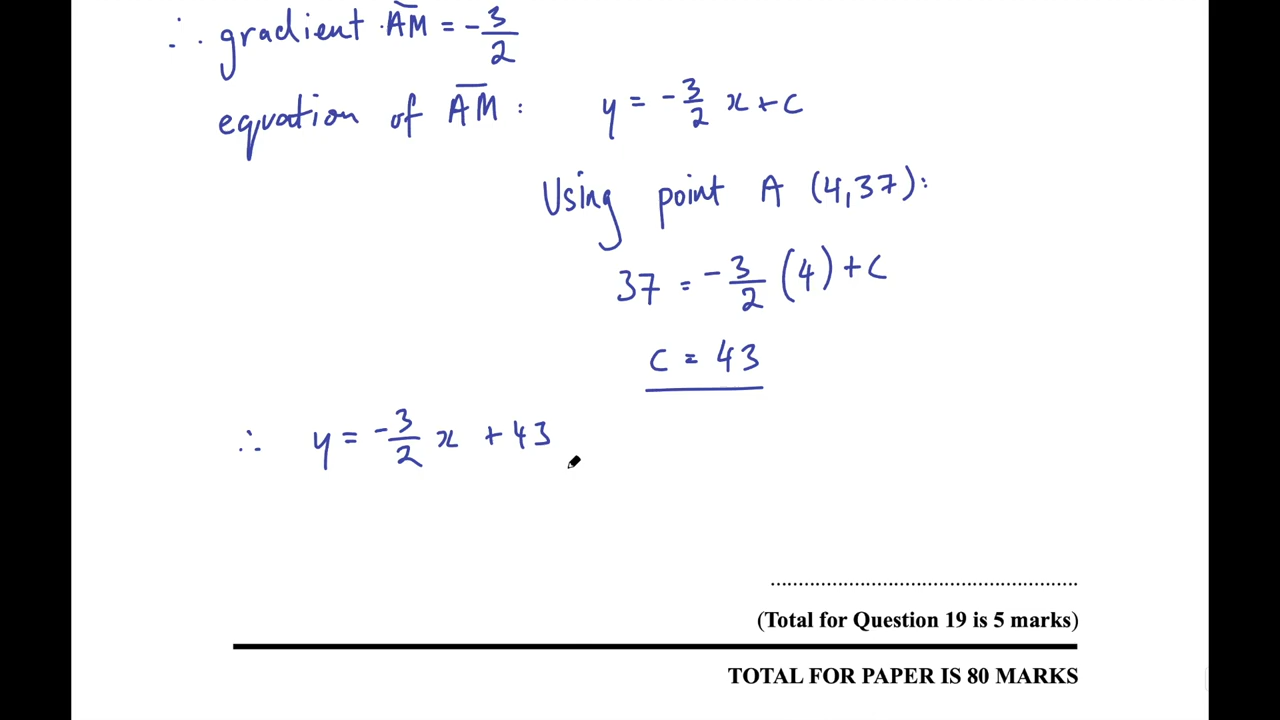 ∴ gradient AM = -3/2
equation of AM : y = -3/2 x + c
Using point A (4,37):
37 = -3/2 (4) + c
c = 43
∴ y = -3/2 x + 43
......................................................
(Total for Question 19 is 5 marks)
TOTAL FOR PAPER IS 80 MARKS